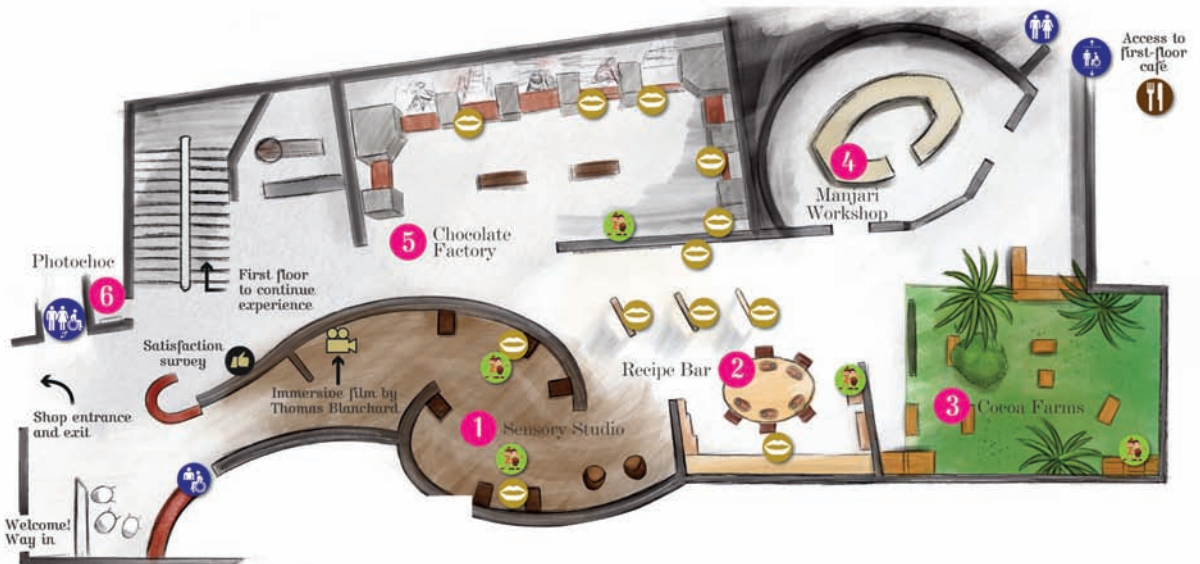 Access to
first-floor
café
4
Manjari
Workshop
5
Chocolate
Factory
Photochoc
6
First floor
to continue
experience
Satisfaction
survey
Immersive film by
Thomas Blanchard
Recipe Bar
2
Shop entrance
and exit
1
Sensory Studio
3
Cocoa Farms
Welcome!
Way in